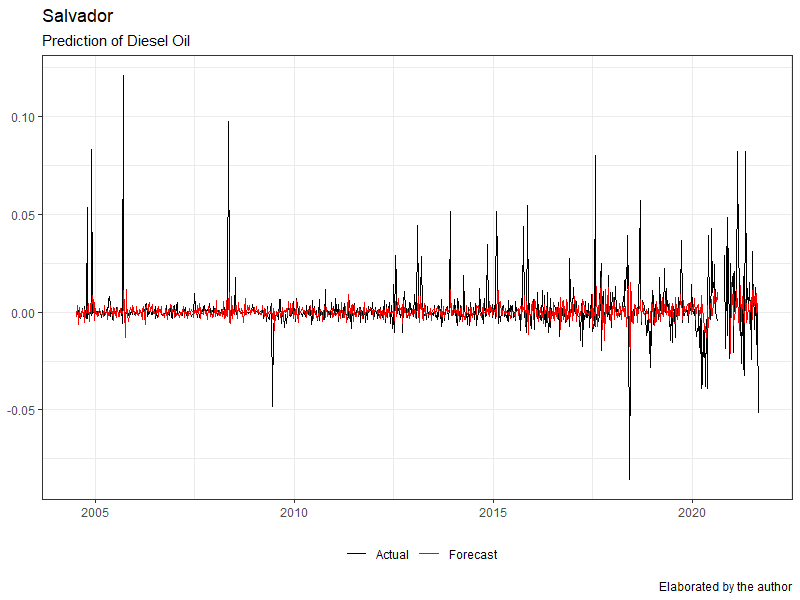 Salvador
Prediction of Diesel Oil
0.10
0.05
0.00
-0.05
2005 2010 2015 2020
Actual Forecast
Elaborated by the author